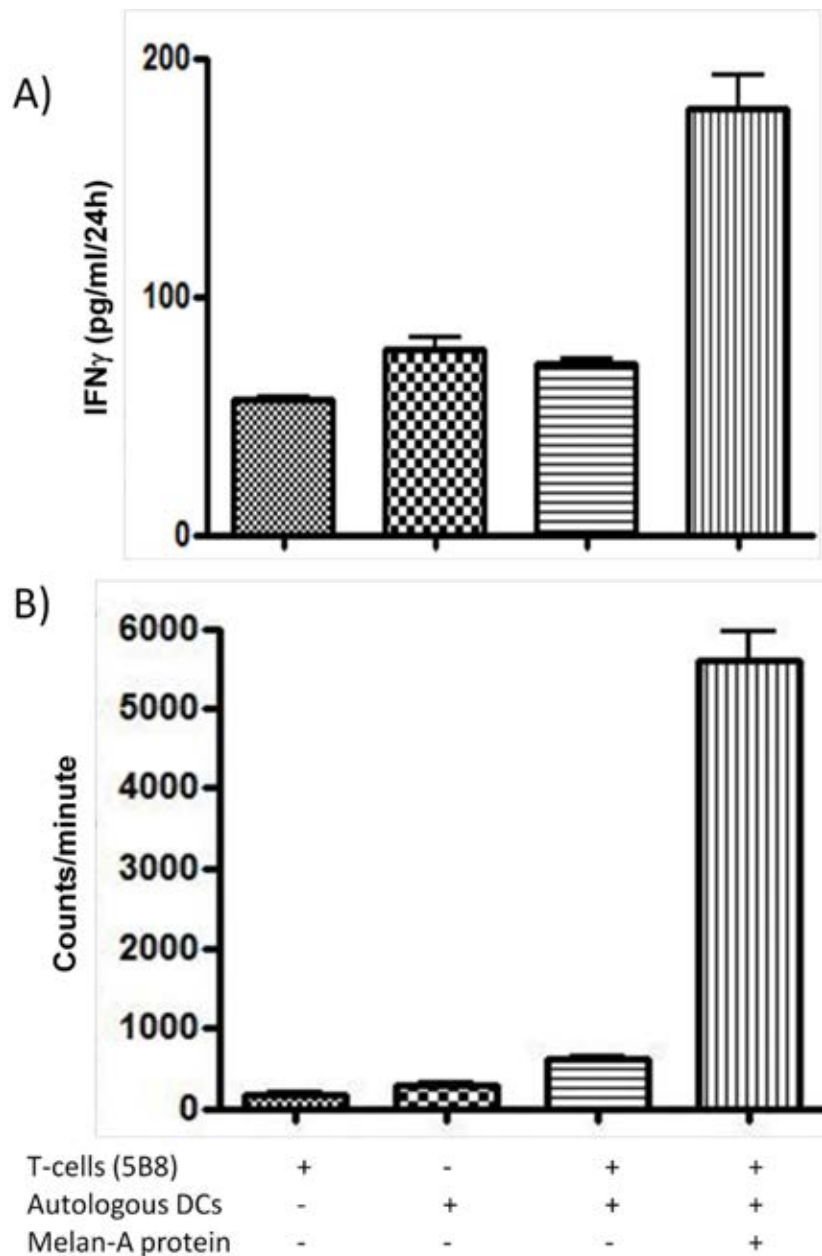 A)
IFNγ (pg/ml/24h)
200
100
0
B)
Counts/minute
6000
5000
4000
3000
2000
1000
0
T-cells (5B8) + - + +
Autologous DCs - + + +
Melan-A protein - - - +